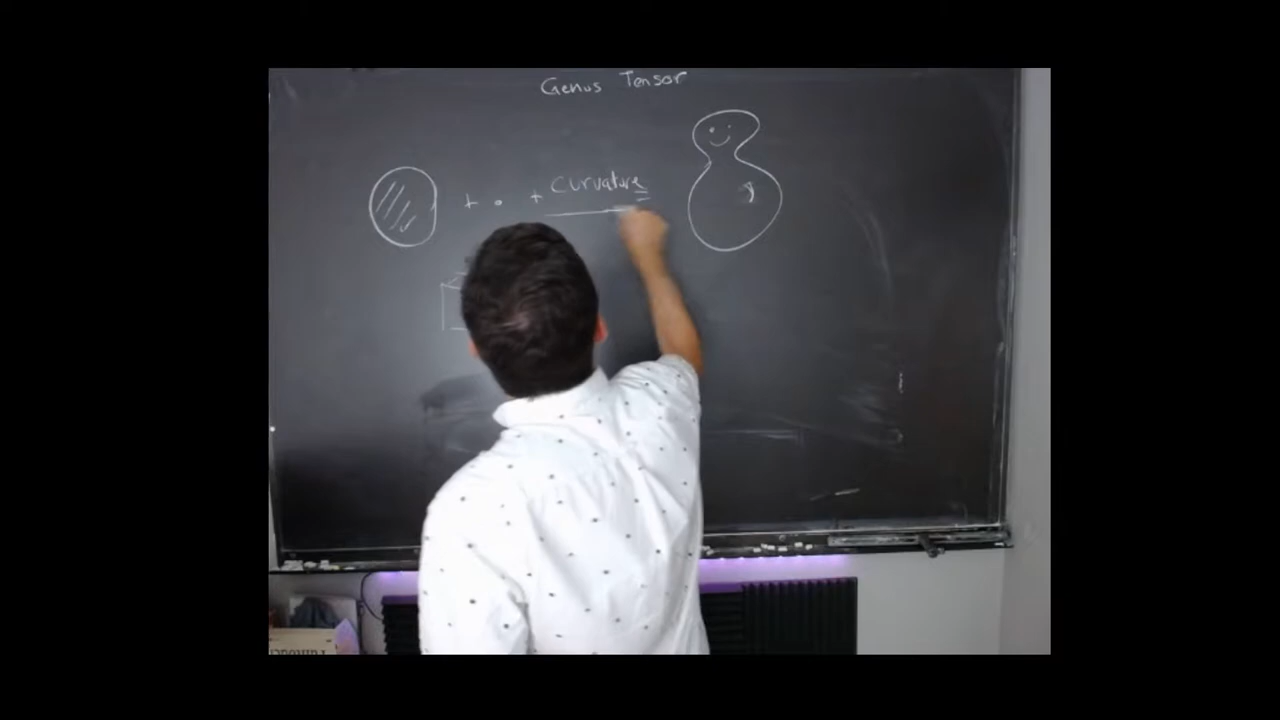 Genus Tensor
+ ∘ + Curvature